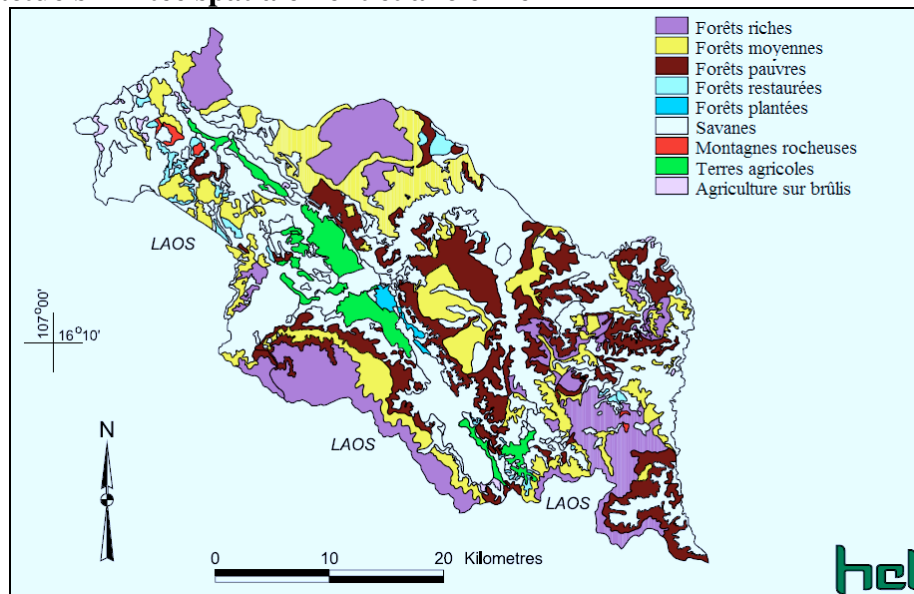 Forêts riches
Forêts moyennes
Forêts pauvres
Forêts restaurées
Forêts plantées
Savanes
Montagnes rocheuses
Terres agricoles
Agriculture sur brûlis
LAOS
107°00'
16°10'
LAOS
N
LAOS
0 10 20 Kilometres